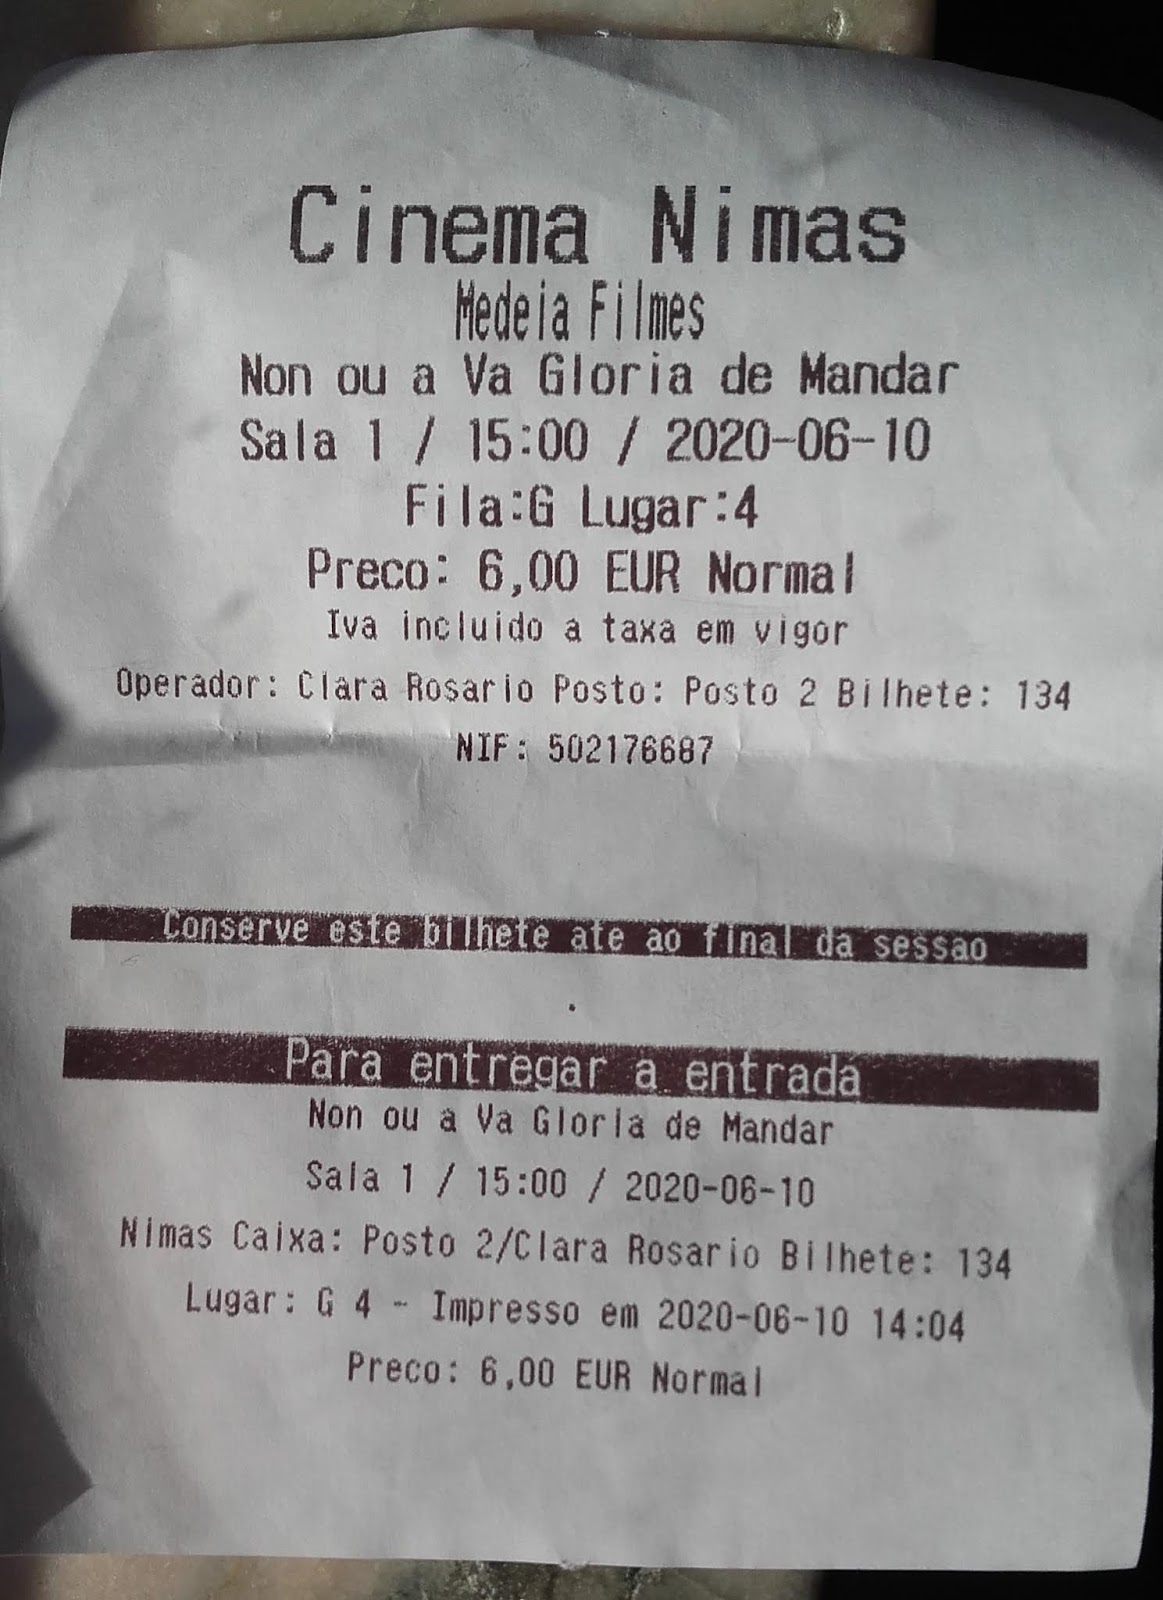 Cinema Nimas
Medeia Filmes
Non ou a Va Gloria de Mandar
Sala 1 / 15:00 / 2020-06-10
Fila:G Lugar:4
Preco: 6,00 EUR Normal
Iva incluido a taxa em vigor
Operador: Clara Rosario Posto: Posto 2 Bilhete: 134
NIF: 502176687
Conserve este bilhete ate ao final da sessao
.
Para entregar a entrada
Non ou a Va Gloria de Mandar
Sala 1 / 15:00 / 2020-06-10
Nimas Caixa: Posto 2/Clara Rosario Bilhete: 134
Lugar: G 4 - Impresso em 2020-06-10 14:04
Preco: 6,00 EUR Normal